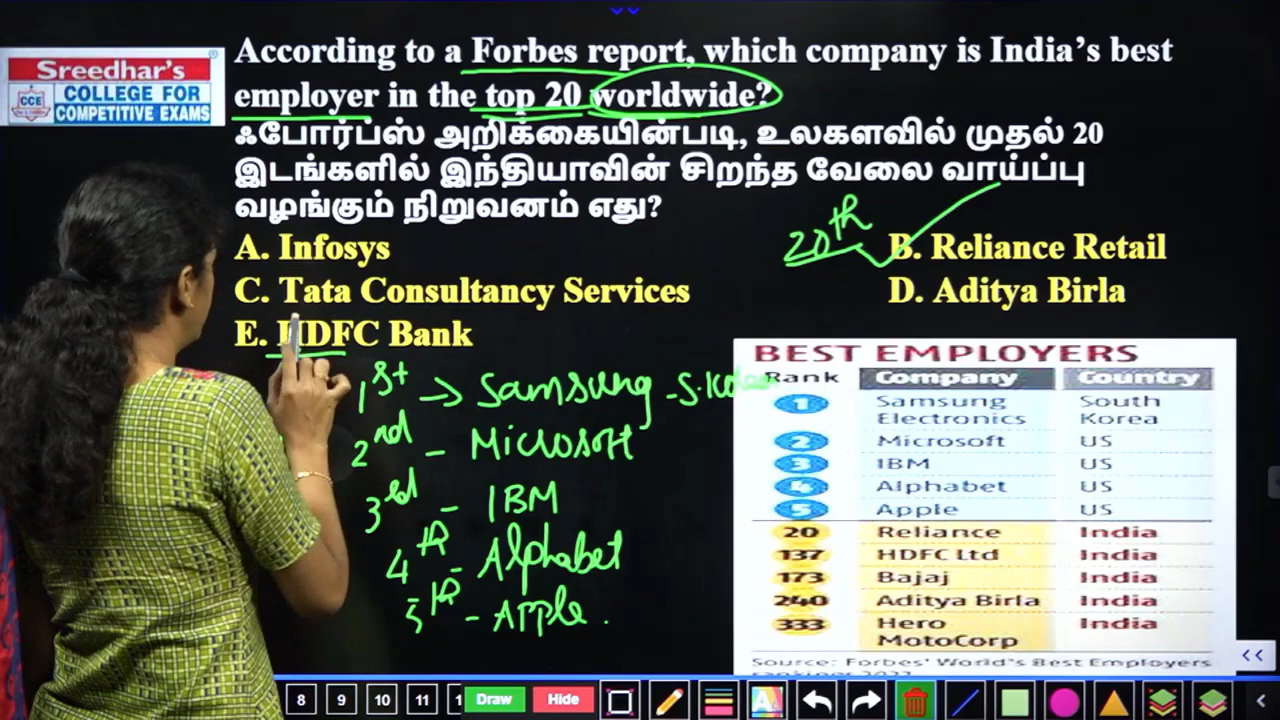 According to a Forbes report, which company is India's best
employer in the top 20 worldwide?
ஃபோர்ப்ஸ் அறிக்கையின்படி, உலகளவில் முதல் 20
இடங்களில் இந்தியாவின் சிறந்த வேலை வாய்ப்பு
வழங்கும் நிறுவனம் எது?
Sreedhar's
CCE
COLLEGE FOR
COMPETITIVE EXAMS
20th
A. Infosys
B. Reliance Retail
C. Tata Consultancy Services
D. Aditya Birla
E. HDFC Bank
1st → Samsung -
2nd - Microsoft
3rd - IBM
4th - Alphabet
5th - Apple.
BEST EMPLOYERS
Rank Company Country
1 Samsung Electronics South Korea
2 Microsoft US
3 IBM US
4 Alphabet US
5 Apple US
20 Reliance India
137 HDFC Ltd India
173 Bajaj India
240 Aditya Birla India
333 Hero MotoCorp India
Source: Forbes' World's Best Employers
8 9 10 11 1 Draw Hide